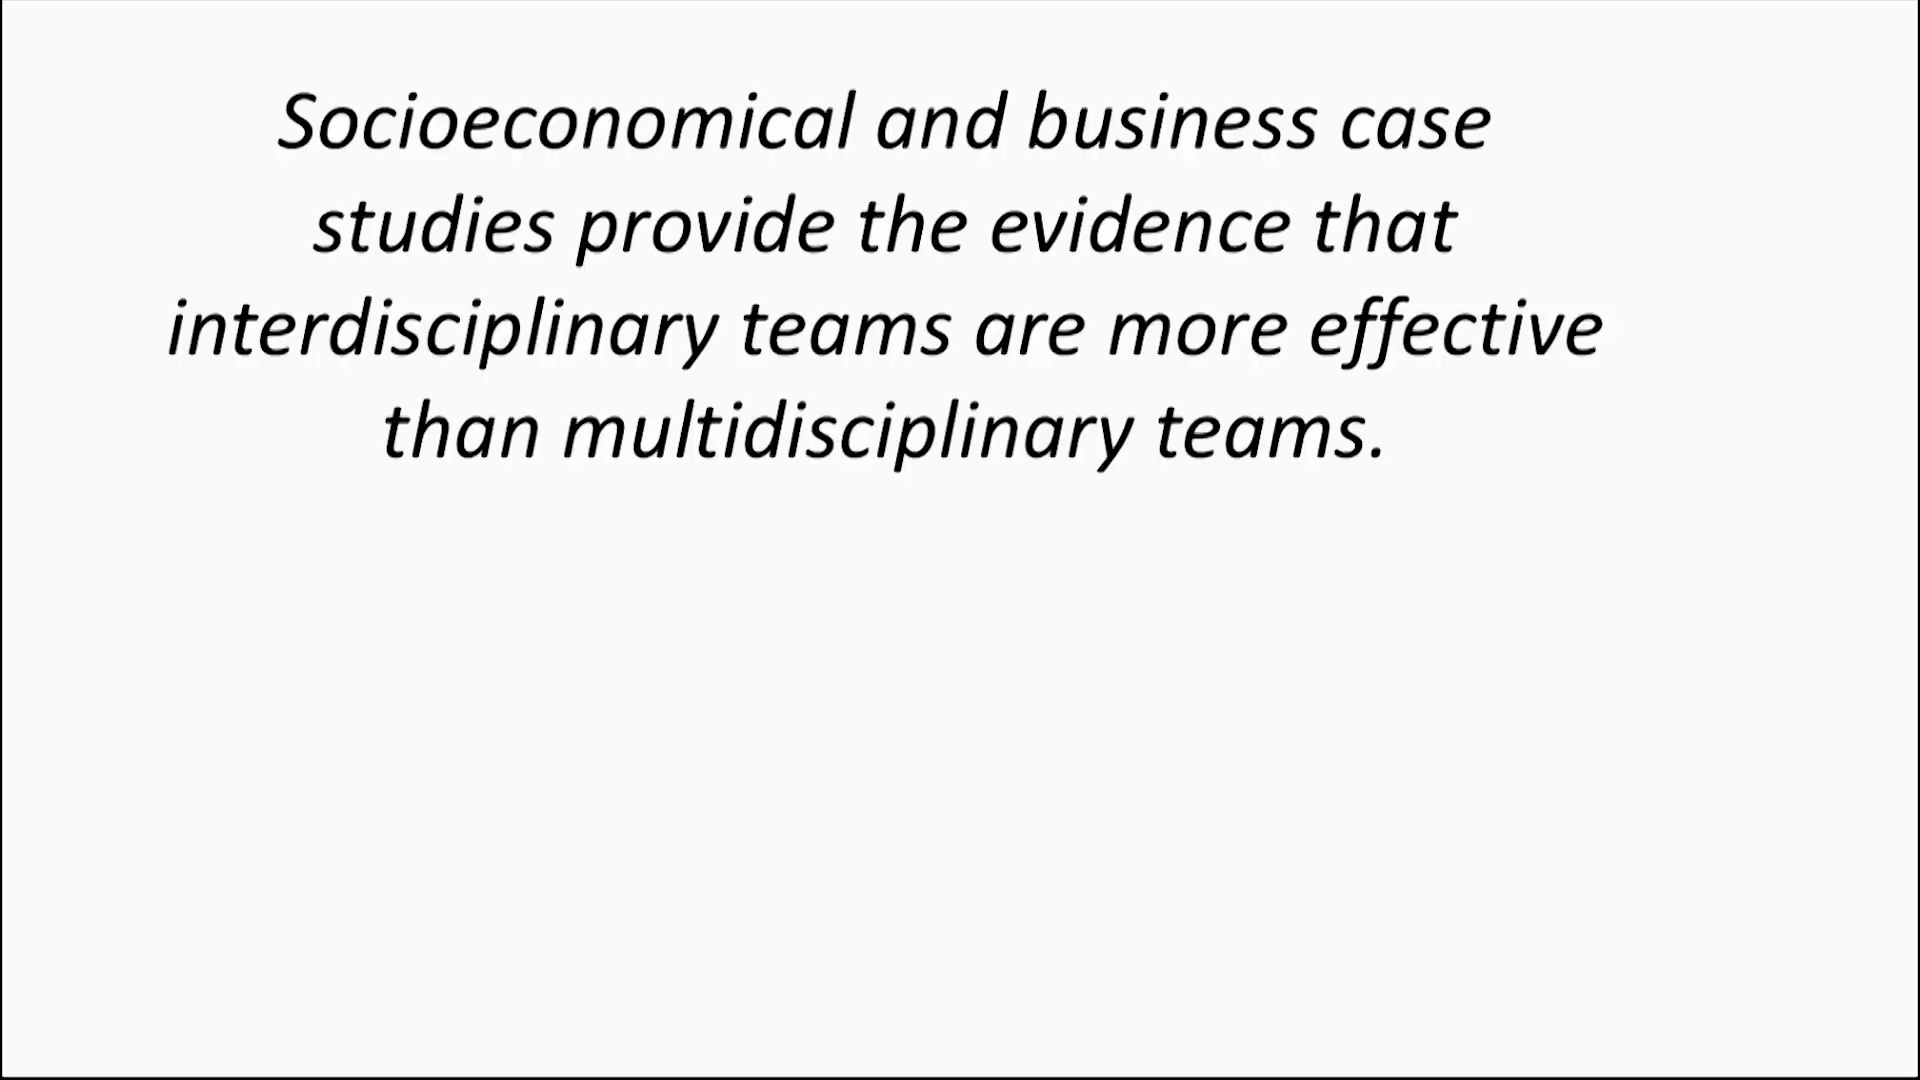 Socioeconomical and business case
studies provide the evidence that
interdisciplinary teams are more effective
than multidisciplinary teams.